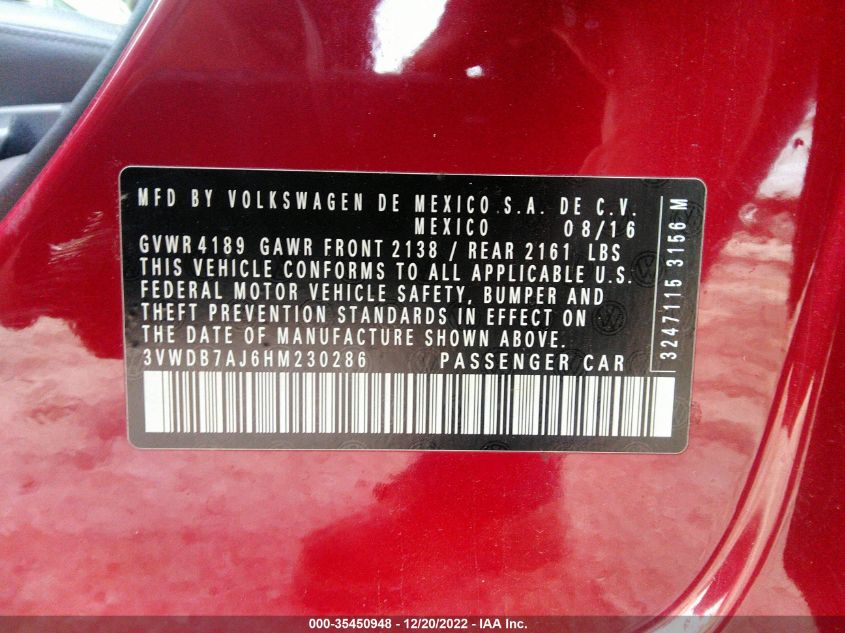 MFD BY VOLKSWAGEN DE MEXICO S.A. DE C.V.
MEXICO 08/16
GVWR 4189 GAWR FRONT 2138 / REAR 2161 LBS
THIS VEHICLE CONFORMS TO ALL APPLICABLE U.S.
FEDERAL MOTOR VEHICLE SAFETY, BUMPER AND
THEFT PREVENTION STANDARDS IN EFFECT ON
THE DATE OF MANUFACTURE SHOWN ABOVE.
3VWDB7AJ6HM230286 PASSENGER CAR
3247115 3156 M
000-35450948 - 12/20/2022 - IAA Inc.